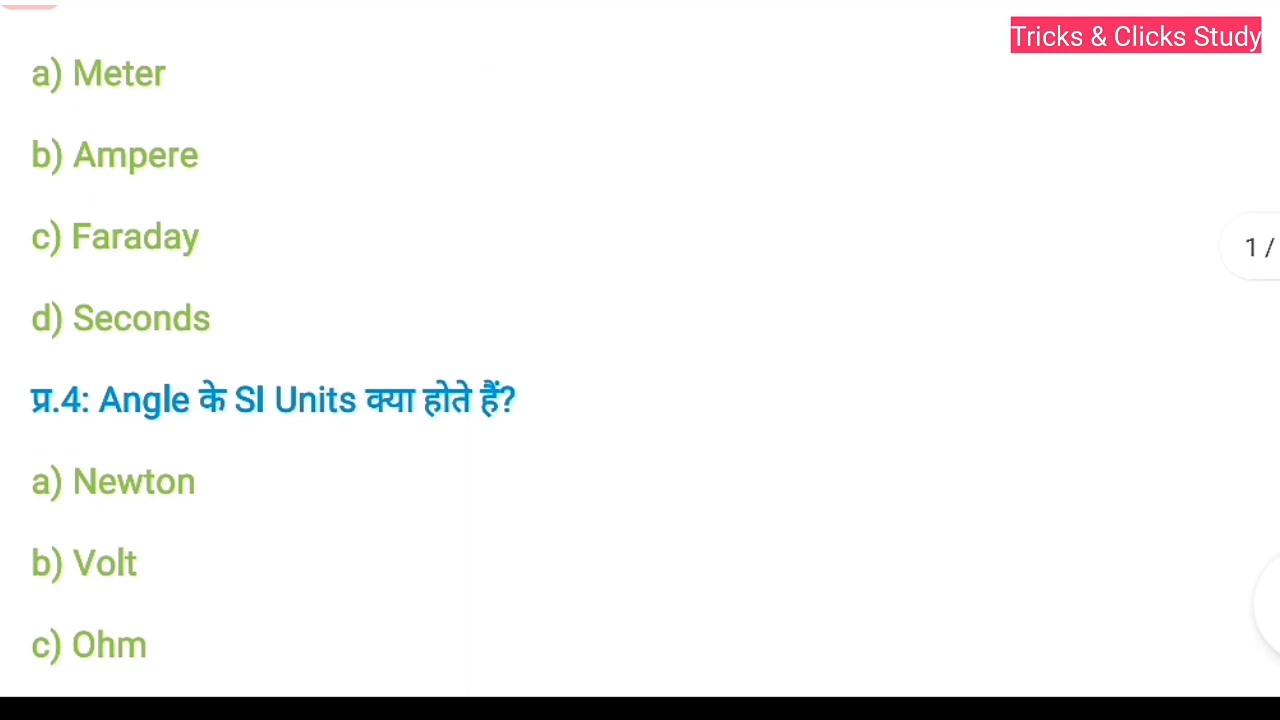 Tricks & Clicks Study
a) Meter
b) Ampere
c) Faraday
d) Seconds
1 /
प्र.4: Angle के SI Units क्या होते हैं?
a) Newton
b) Volt
c) Ohm